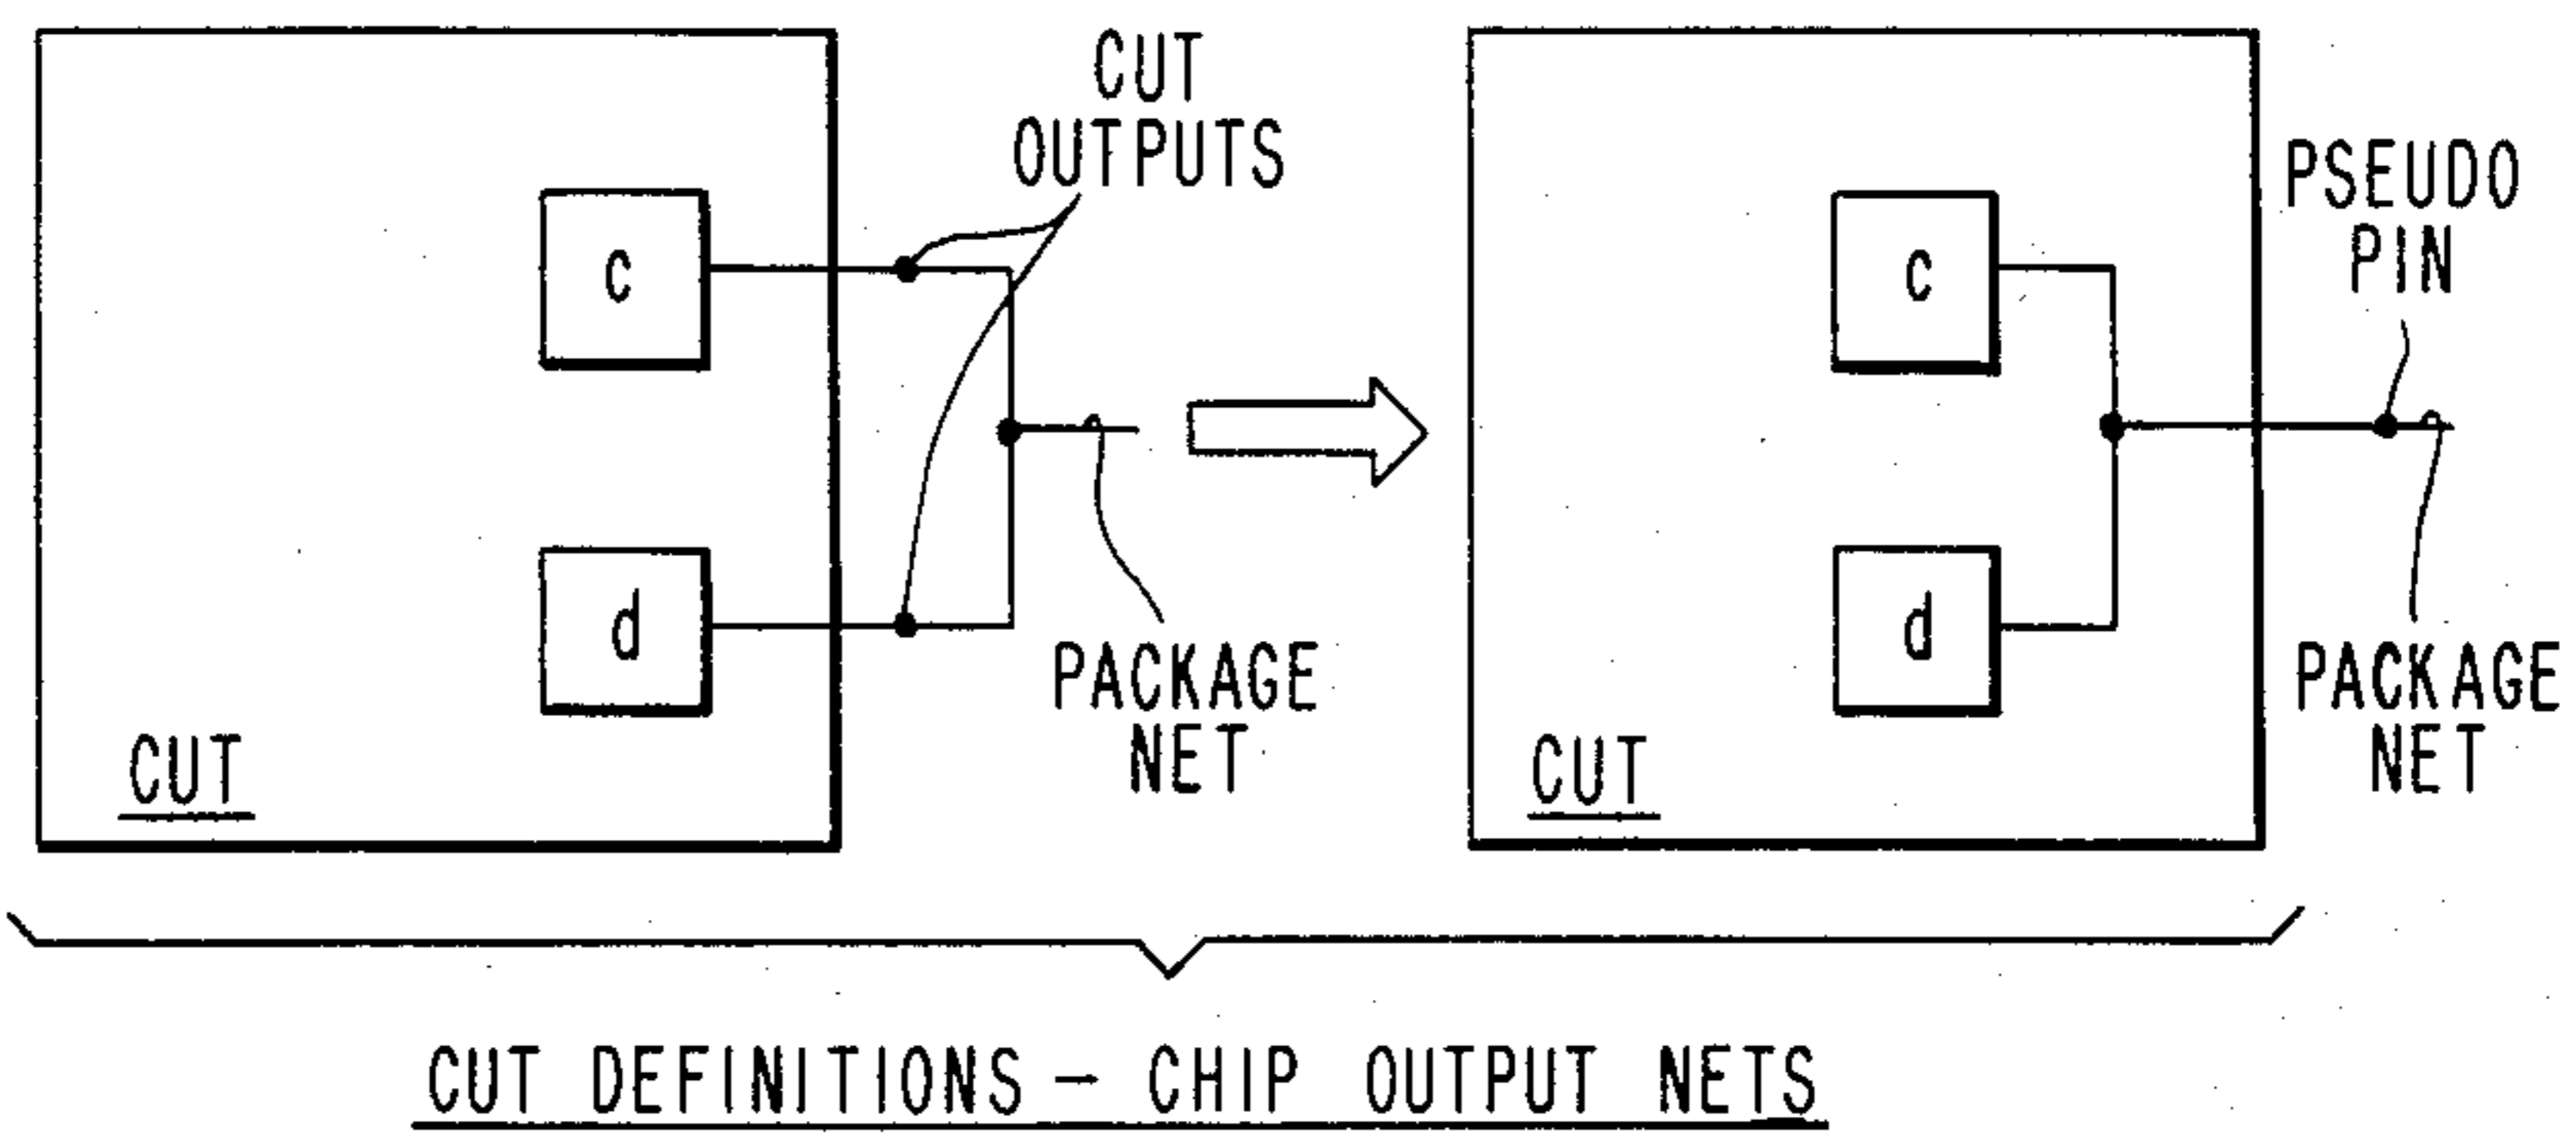 CUT
OUTPUTS
c
d
CUT
PACKAGE
NET
PSEUDO
PIN
c
d
CUT
PACKAGE
NET
CUT DEFINITIONS - CHIP OUTPUT NETS